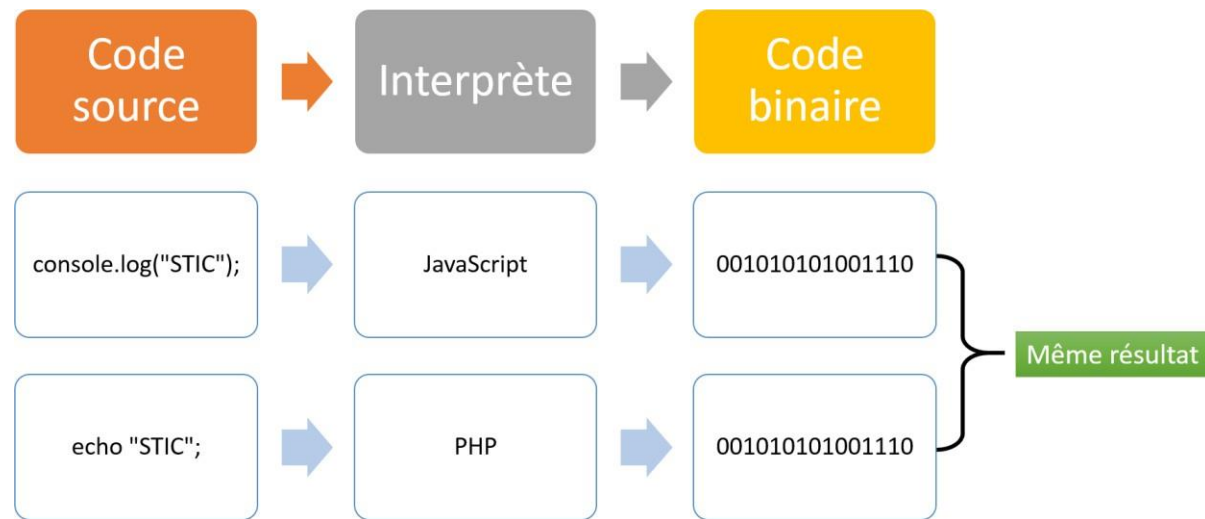 Code
source
Interprète
Code
binaire
console.log("STIC");
JavaScript
001010101001110
Même résultat
echo "STIC";
PHP
001010101001110